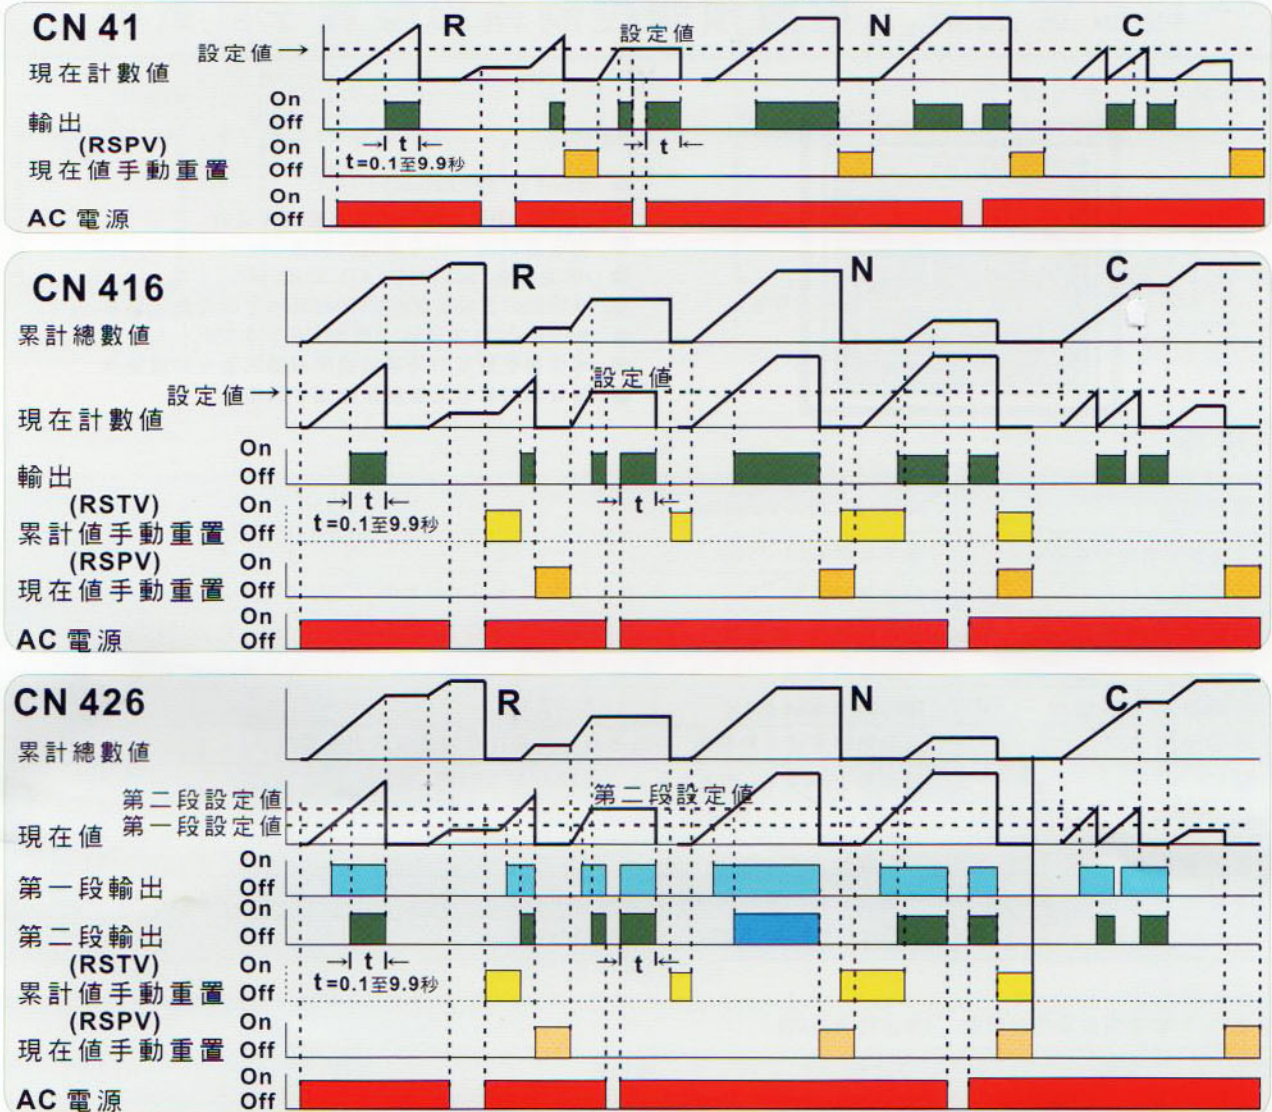 CN 41
R
N
C
設定值→
設定值
現在計數值
輸出
On
Off
(RSPV)
t
t
t=0.1至9.9秒
現在值手動重置
On
Off
AC 電源
On
Off
CN 416
R
N
C
累計總數值
設定值→
設定值
現在計數值
輸出
On
Off
(RSTV)
t
t
t=0.1至9.9秒
累計值手動重置
On
Off
(RSPV)
現在值手動重置
On
Off
AC 電源
On
Off
CN 426
R
N
C
累計總數值
第二段設定值
第二段設定值
現在值
第一段設定值
第一段輸出
On
Off
第二段輸出
On
Off
(RSTV)
t
t
t=0.1至9.9秒
累計值手動重置
On
Off
(RSPV)
現在值手動重置
On
Off
AC 電源
On
Off